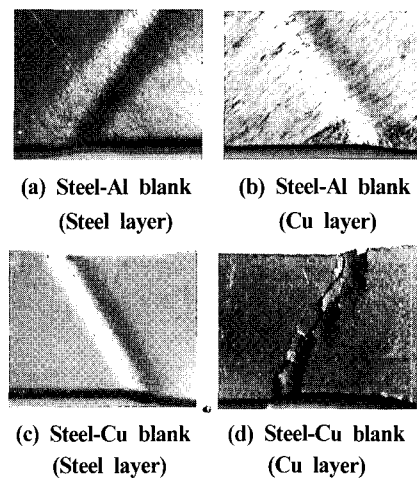 (a) Steel-Al blank
(Steel layer)
(b) Steel-Al blank
(Cu layer)
(c) Steel-Cu blank
(Steel layer)
(d) Steel-Cu blank
(Cu layer)